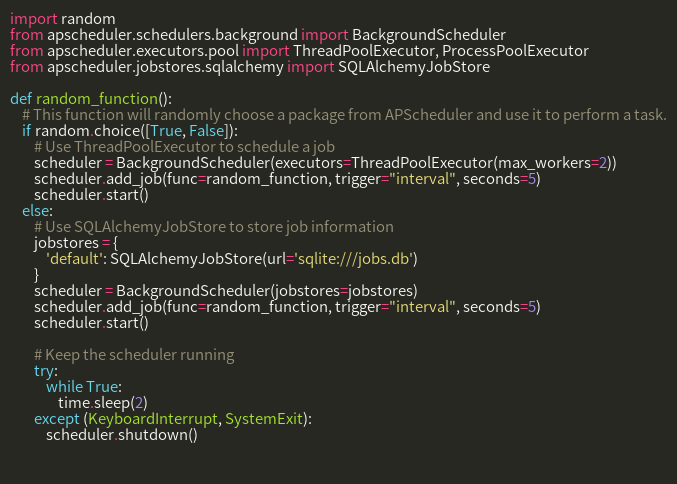 import random
from apscheduler.schedulers.background import BackgroundScheduler
from apscheduler.executors.pool import ThreadPoolExecutor, ProcessPoolExecutor
from apscheduler.jobstores.sqlalchemy import SQLAlchemyJobStore

def random_function():
    # This function will randomly choose a package from APScheduler and use it to perform a task.
    if random.choice([True, False]):
        # Use ThreadPoolExecutor to schedule a job
        scheduler = BackgroundScheduler(executors=ThreadPoolExecutor(max_workers=2))
        scheduler.add_job(func=random_function, trigger="interval", seconds=5)
        scheduler.start()
    else:
        # Use SQLAlchemyJobStore to store job information
        jobstores = {
            'default': SQLAlchemyJobStore(url='sqlite:///jobs.db')
        }
        scheduler = BackgroundScheduler(jobstores=jobstores)
        scheduler.add_job(func=random_function, trigger="interval", seconds=5)
        scheduler.start()

        # Keep the scheduler running
        try:
            while True:
                time.sleep(2)
        except (KeyboardInterrupt, SystemExit):
            scheduler.shutdown()